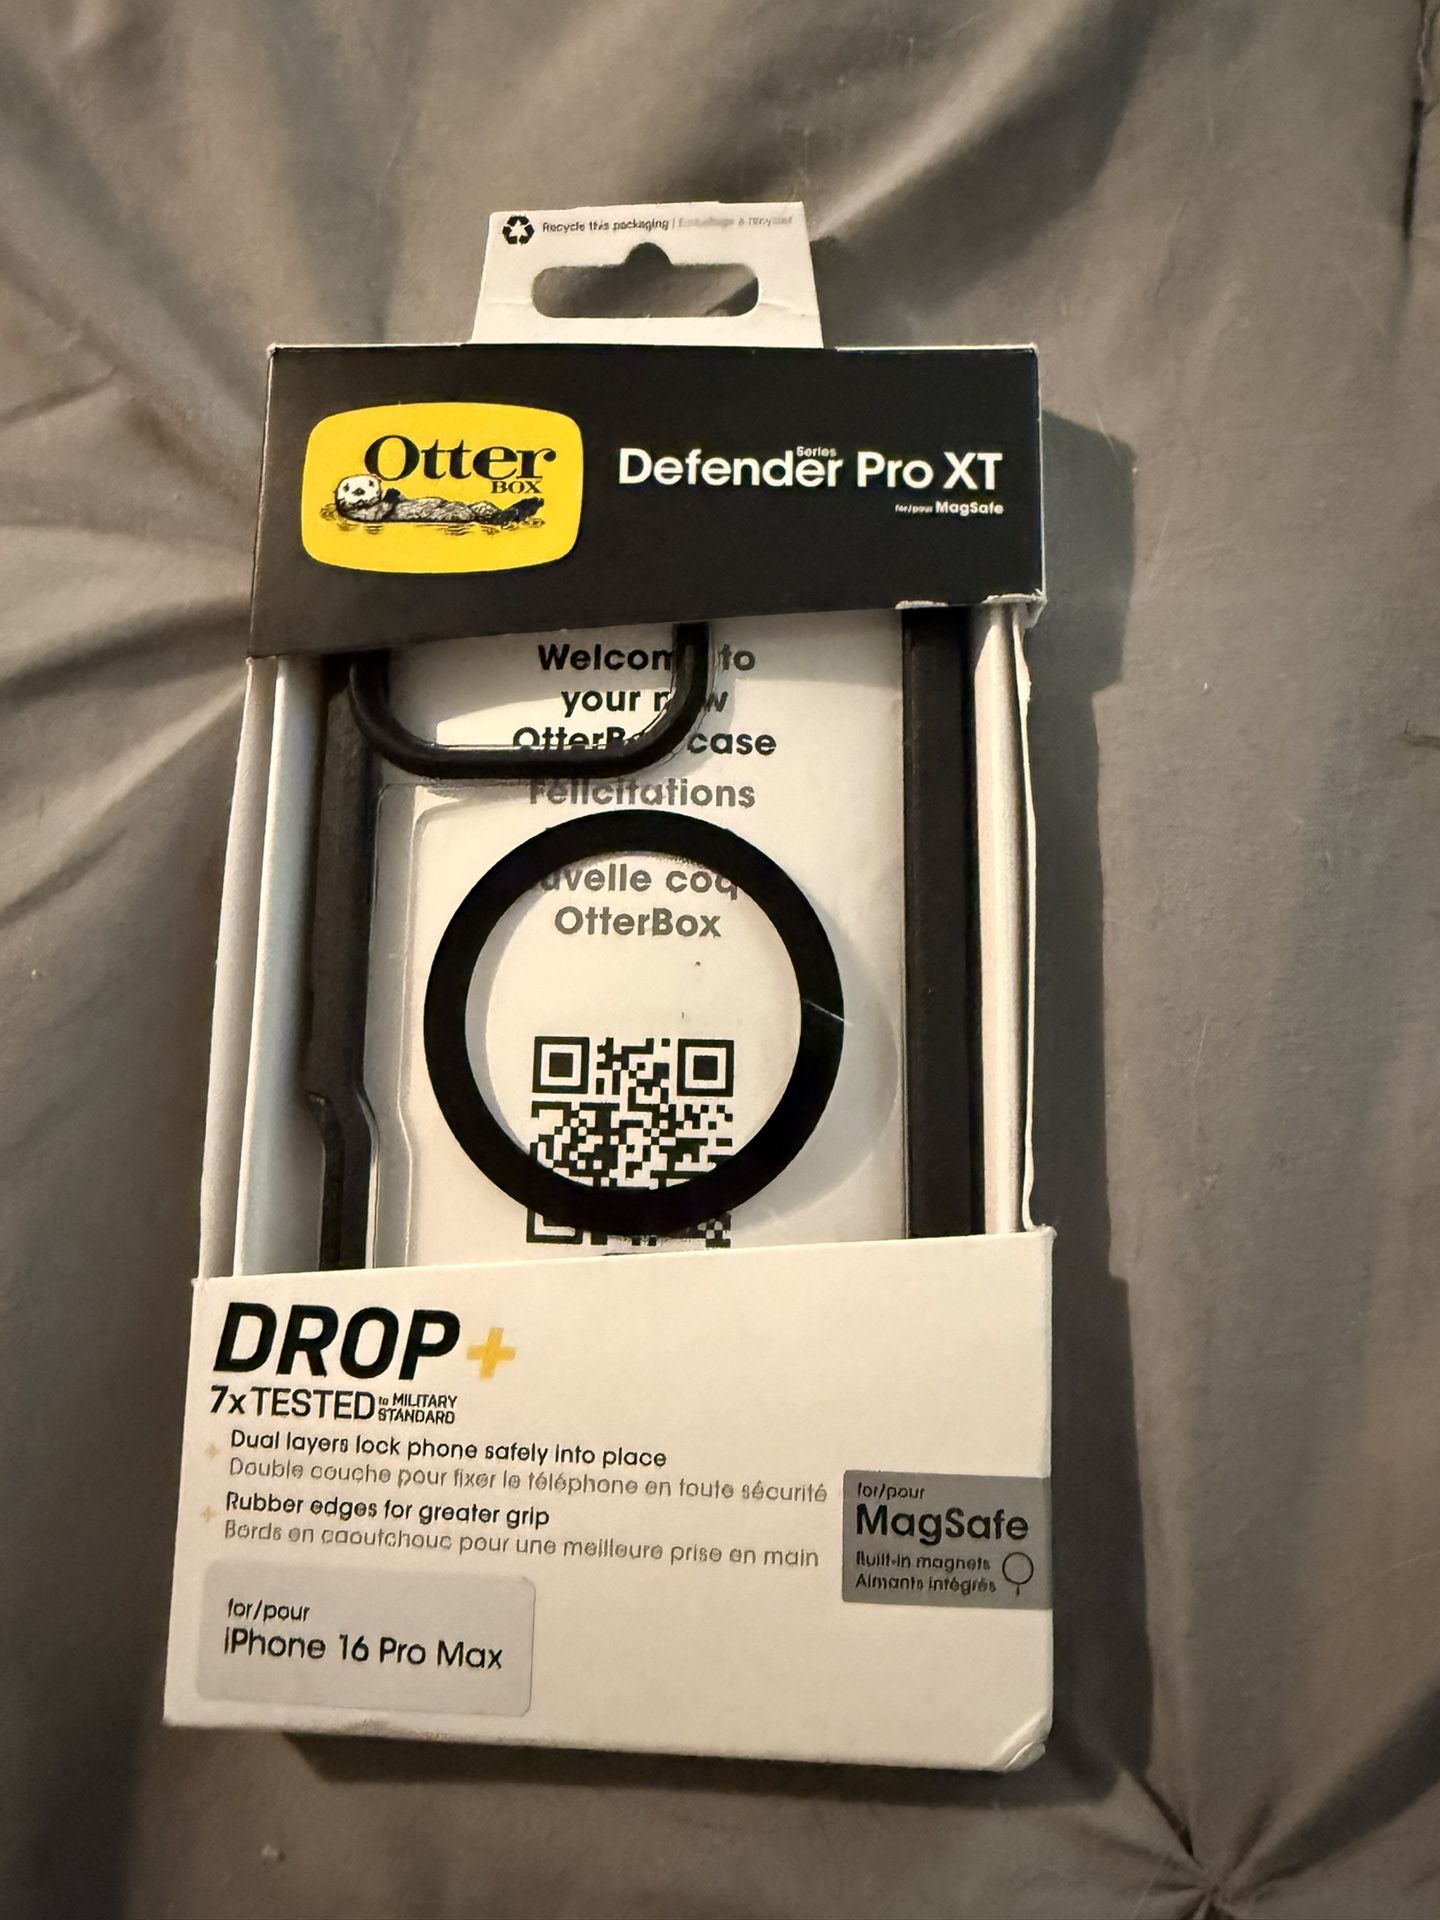 Recycle this packaging | Emballage à recycler
Otter
BOX
Defender Series Pro XT
for/pour MagSafe
Welcom to
your n w
OtterB case
Félicitations
uvelle coq
OtterBox
DROP+
7x TESTED to MILITARY
STANDARD
+ Dual layers lock phone safely into place
Double couche pour fixer le téléphone en toute sécurité
+ Rubber edges for greater grip
Bords en caoutchouc pour une meilleure prise en main
for/pour
MagSafe
Built-in magnets
Aimants intégrés
for/pour
iPhone 16 Pro Max